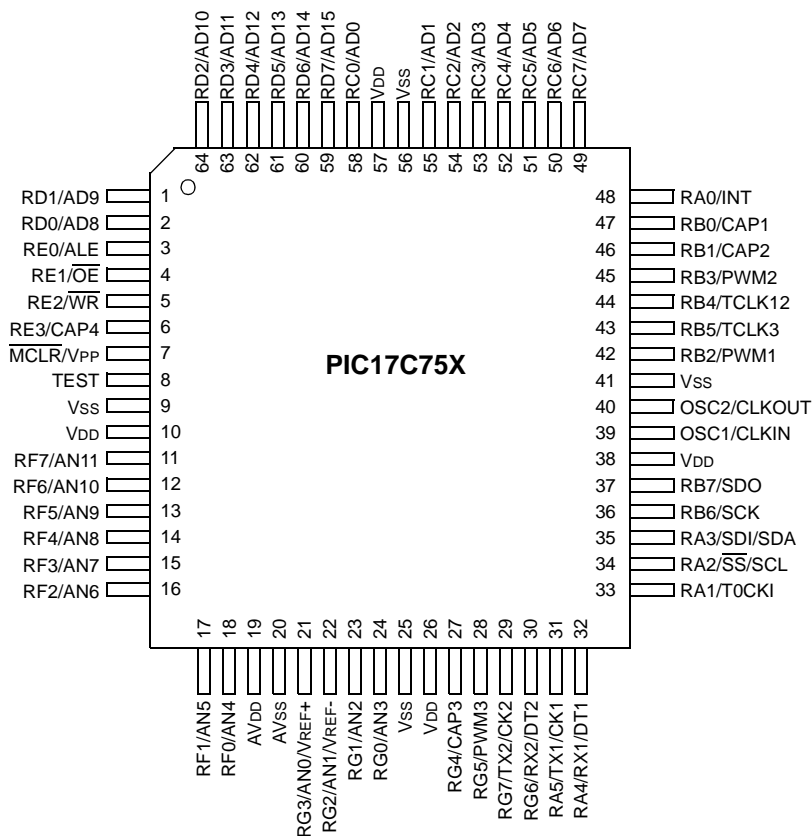 RD2/AD10
RD3/AD11
RD4/AD12
RD5/AD13
RD6/AD14
RD7/AD15
RC0/AD0
VDD
VSS
RC1/AD1
RC2/AD2
RC3/AD3
RC4/AD4
RC5/AD5
RC6/AD6
RC7/AD7
64 63 62 61 60 59 58 57 56 55 54 53 52 51 50 49
RD1/AD9 1
RD0/AD8 2
RE0/ALE 3
RE1/O̅E̅ 4
RE2/W̅R̅ 5
RE3/CAP4 6
M̅C̅L̅R̅/VPP 7
TEST 8
VSS 9
VDD 10
RF7/AN11 11
RF6/AN10 12
RF5/AN9 13
RF4/AN8 14
RF3/AN7 15
RF2/AN6 16
PIC17C75X
48 RA0/INT
47 RB0/CAP1
46 RB1/CAP2
45 RB3/PWM2
44 RB4/TCLK12
43 RB5/TCLK3
42 RB2/PWM1
41 VSS
40 OSC2/CLKOUT
39 OSC1/CLKIN
38 VDD
37 RB7/SDO
36 RB6/SCK
35 RA3/SDI/SDA
34 RA2/S̅S̅/SCL
33 RA1/T0CKI
17 18 19 20 21 22 23 24 25 26 27 28 29 30 31 32
RF1/AN5
RF0/AN4
AVDD
AVSS
RG3/AN0/VREF+
RG2/AN1/VREF-
RG1/AN2
RG0/AN3
VSS
VDD
RG4/CAP3
RG5/PWM3
RG7/TX2/CK2
RG6/RX2/DT2
RA5/TX1/CK1
RA4/RX1/DT1